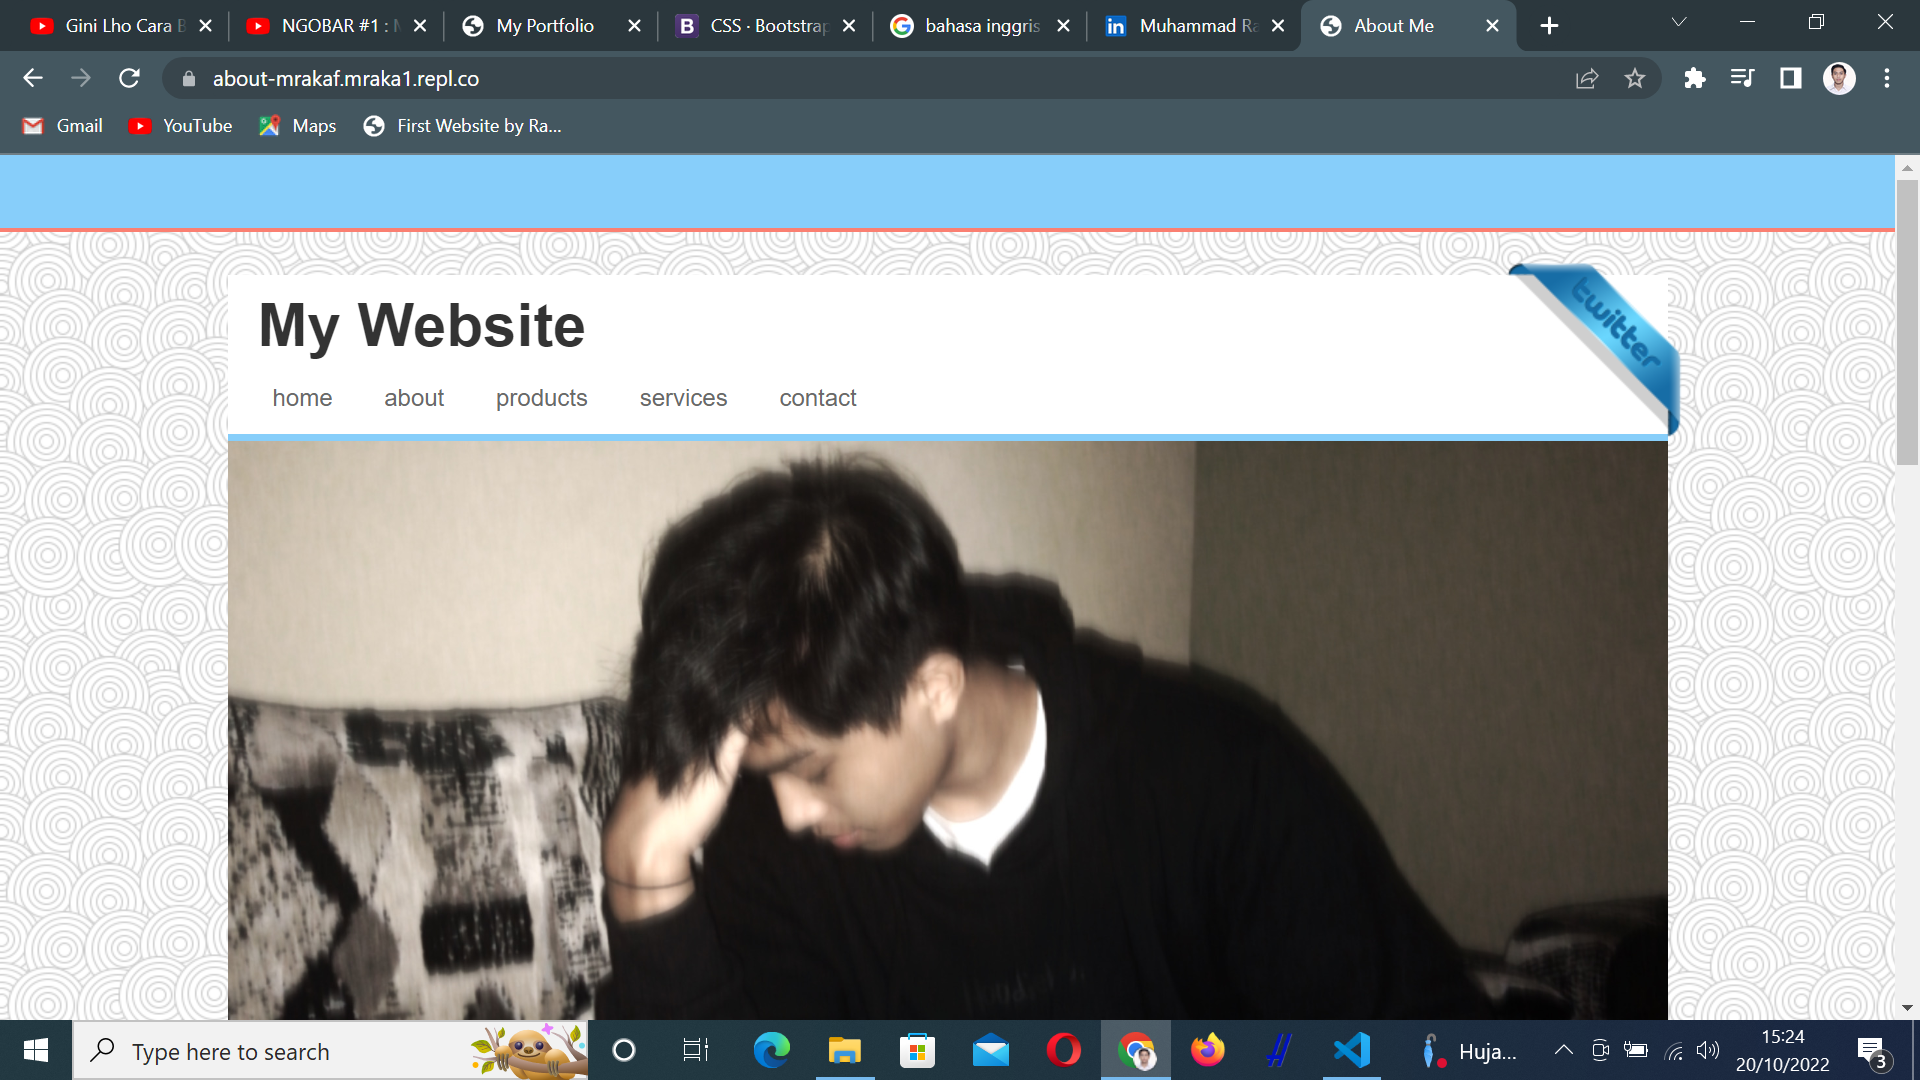 Gini Lho Cara B
NGOBAR #1 :
My Portfolio
CSS · Bootstrap
bahasa inggris
Muhammad Ra
About Me
about-mrakaf.mraka1.repl.co
Gmail
YouTube
Maps
First Website by Ra...
twitter
My Website
home about products services contact
Type here to search
Huja...
15:24
20/10/2022
3